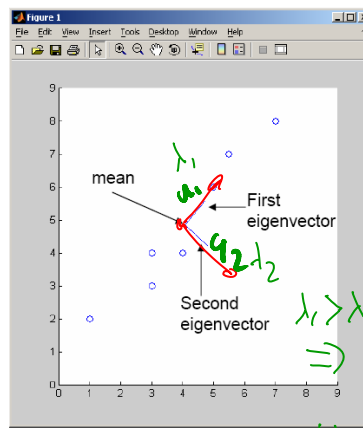 Figure 1
File Edit View Insert Tools Desktop Window Help
9
8
7
6
5
4
3
2
1
0
mean
λ₁
u₁
First
eigenvector
u₂ λ₂
Second
eigenvector
λ₁ > λ
⇒
0 1 2 3 4 5 6 7 8 9